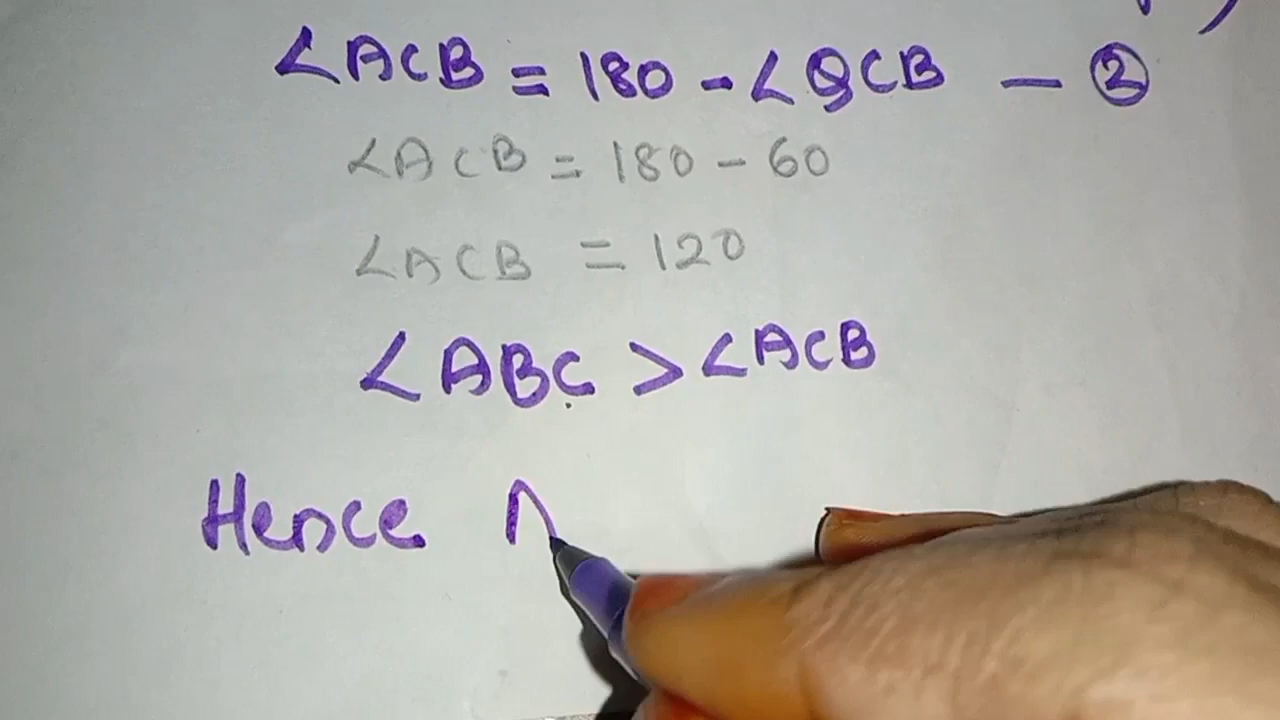 ∠ACB = 180 - ∠QCB — ②
∠ACB = 180 - 60
∠ACB = 120
∠ABC > ∠ACB
Hence A